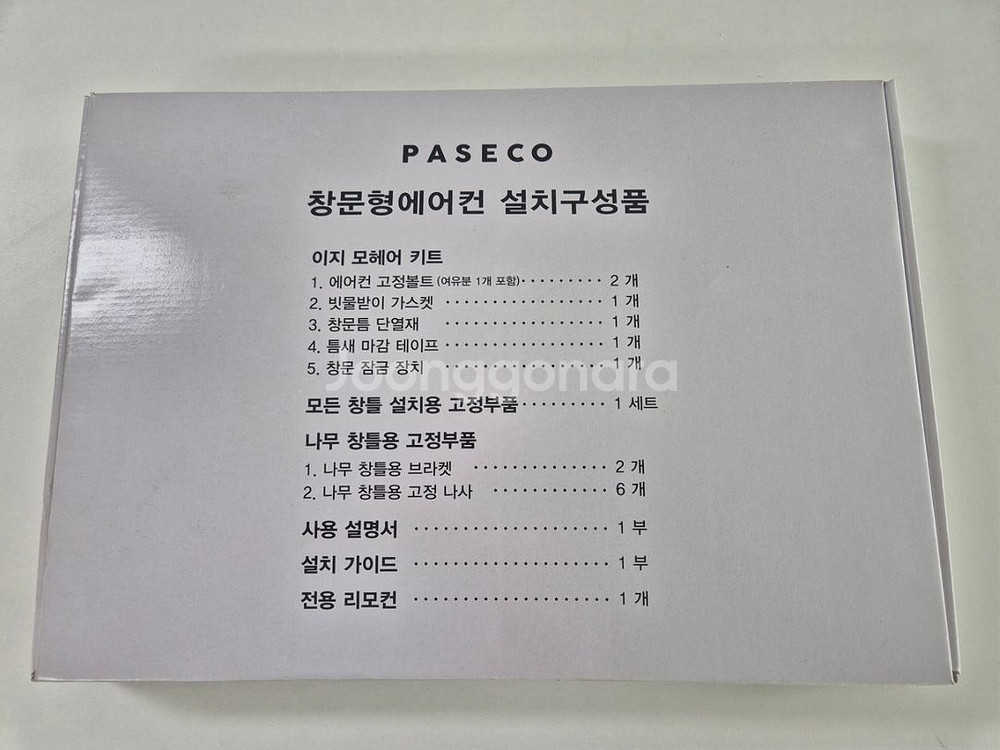 PASECO
창문형에어컨 설치구성품
이지 모헤어 키트
1. 에어컨 고정볼트 (여유분 1개 포함) ········· 2 개
2. 빗물받이 가스켓 ················· 1 개
3. 창문틈 단열재 ················· 1 개
4. 틈새 마감 테이프 ················· 1 개
5. 창문 잠금 장치 ················· 1 개
Joonggonara
모든 창틀 설치용 고정부품 ········· 1 세트
나무 창틀용 고정부품
1. 나무 창틀용 브라켓 ·············· 2 개
2. 나무 창틀용 고정 나사 ············ 6 개
사용 설명서 ···················· 1 부
설치 가이드 ···················· 1 부
전용 리모컨 ···················· 1 개